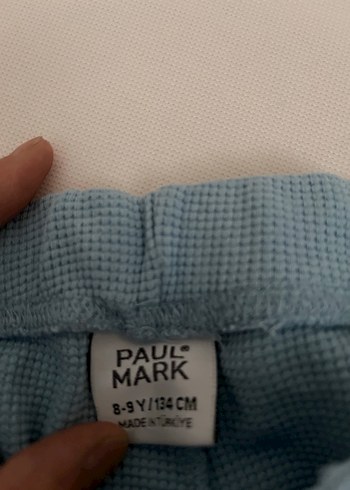 PAUL®
MARK
8-9 Y / 134 CM
MADE IN TÜRKİYE